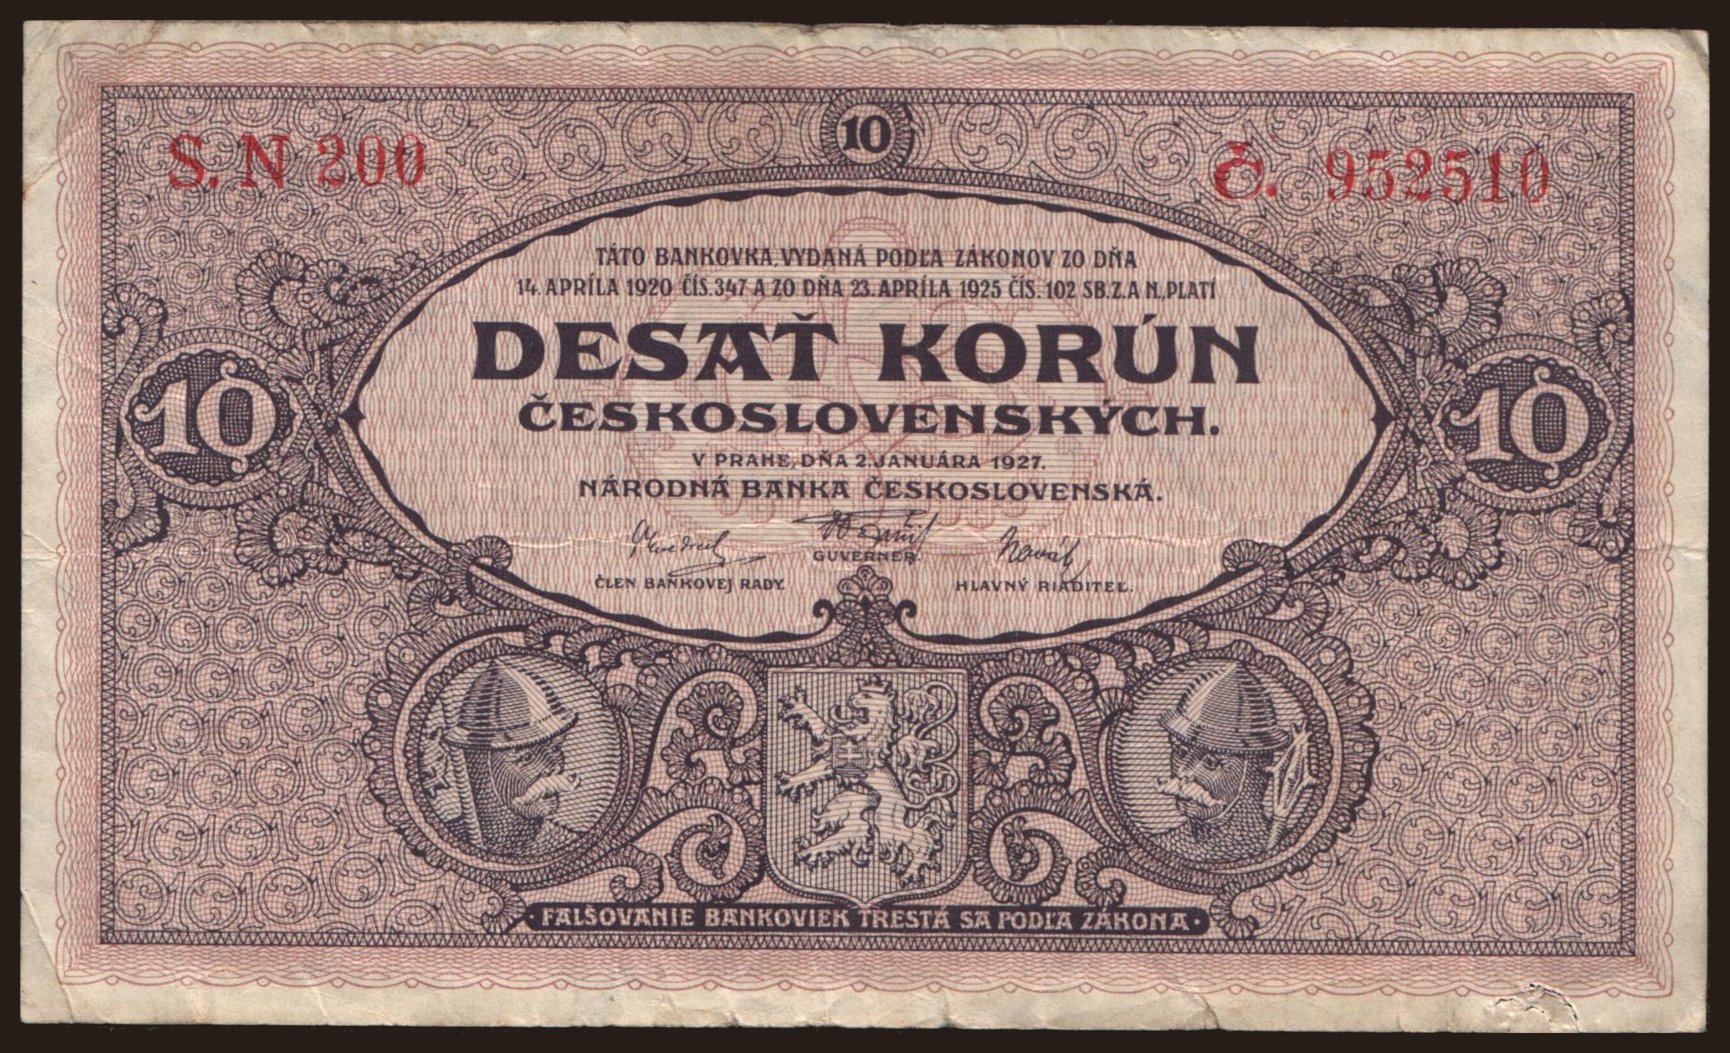 10
S. N 200
Č. 952510
TÁTO BANKOVKA, VYDANÁ PODĽA ZÁKONOV ZO DŇA
14. APRÍLA 1920 ČÍS. 347 A ZO DŇA 23. APRÍLA 1925 ČÍS. 102 SB. Z. A N., PLATÍ
DESAŤ KORÚN
ČESKOSLOVENSKÝCH.
10
10
V PRAHE, DŇA 2. JANUÁRA 1927.
NÁRODNÁ BANKA ČESKOSLOVENSKÁ.
GUVERNER.
ČLEN BANKOVEJ RADY.
HLAVNÝ RIADITEĽ.
· FALŠOVANIE BANKOVIEK TRESTÁ SA PODĽA ZÁKONA ·